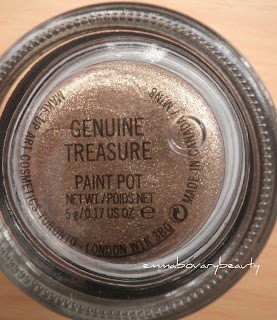 GENUINE
TREASURE
PAINT POT
NET WT./POIDS NET
5 g/0.17 US OZ ℮
MAKE-UP ART COSMETICS TORONTO - LONDON W1K 3BQ
MADE IN CANADA
emmabovarybeauty